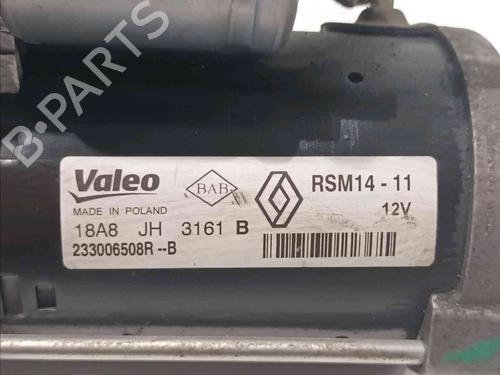 B-PARTS
Valeo BAB RSM14 - 11
MADE IN POLAND 12V
18A8 JH 3161 B
233006508R --B